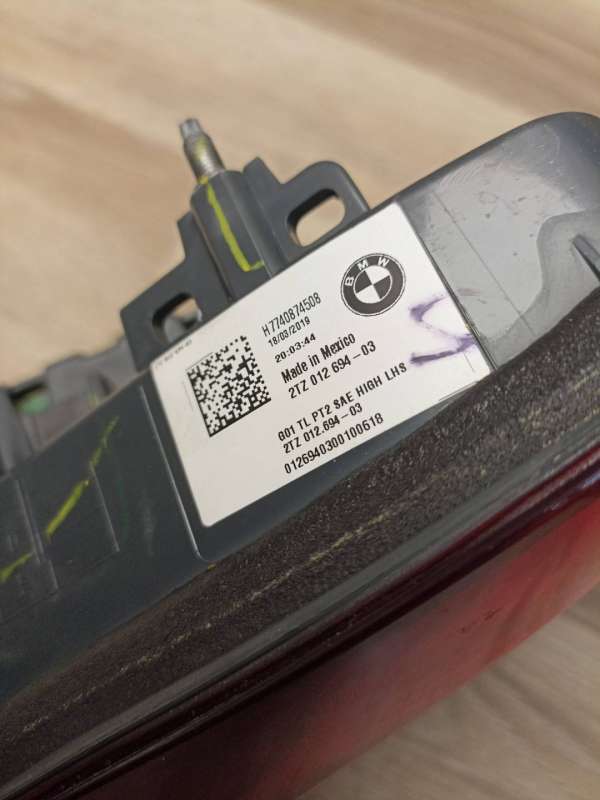 BMW
H7740874508
18/03/2019
20:03:44
Made in Mexico
2TZ 012 694-03
G01 TL PT2 SAE HIGH LHS
2TZ 012.694-03
0126940300100618